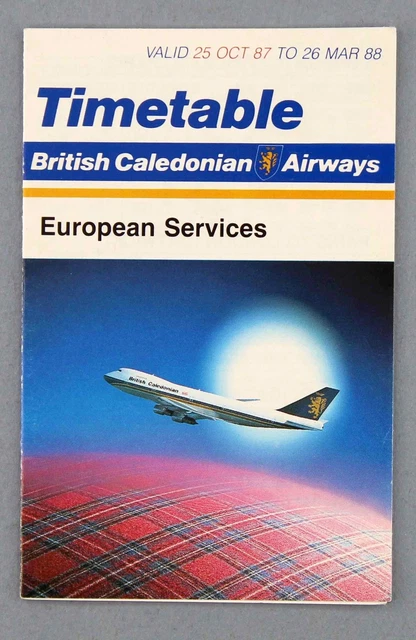 VALID 25 OCT 87 TO 26 MAR 88
Timetable
British Caledonian Airways
European Services
British Caledonian